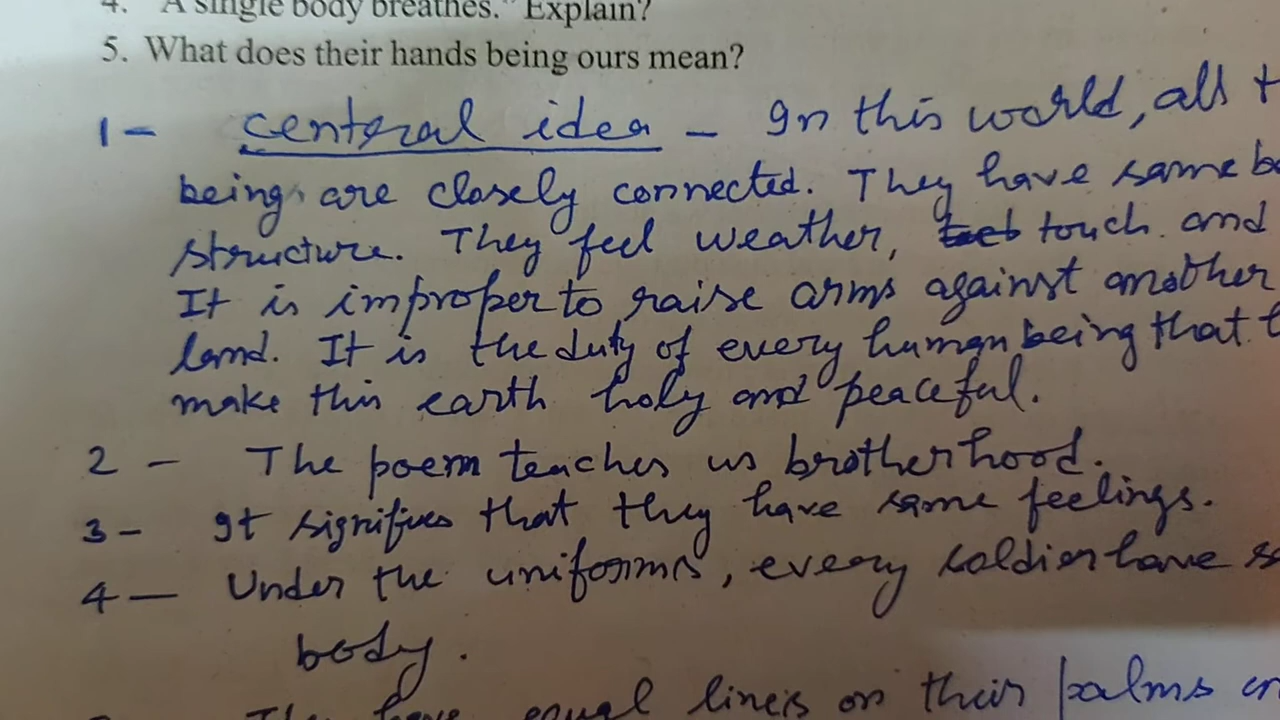 4. "A single body breathes." Explain?
5. What does their hands being ours mean?
1- centeral idea - In this world, all
beings are closely connected. They have same
structure. They feel weather, touch and
It is improper to raise arms against another
land. It is the duty of every human being that
make this earth holy and peaceful.
2 - The poem teaches us brotherhood.
3- It signifies that they have same feelings.
4- Under the uniforms, every soldier have
body.
They have equal lines on their palms